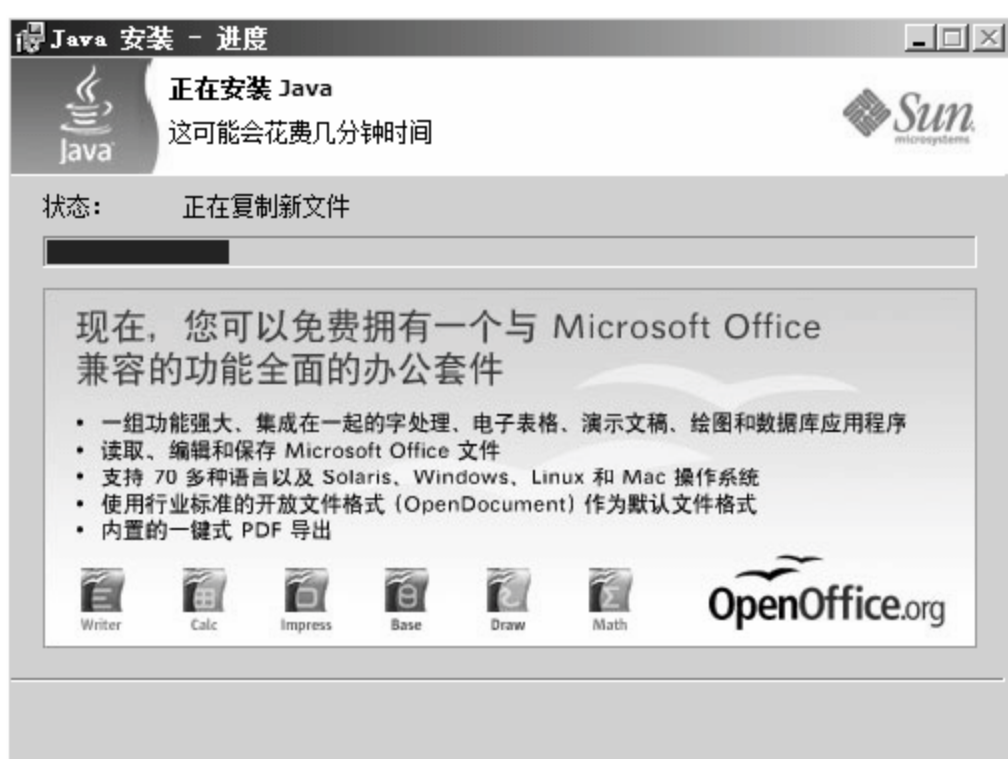 Java 安装 - 进度
Java
正在安装 Java
这可能会花费几分钟时间
Sun
microsystems
状态: 正在复制新文件
现在, 您可以免费拥有一个与 Microsoft Office
兼容的功能全面的办公套件
• 一组功能强大、集成在一起的字处理、电子表格、演示文稿、绘图和数据库应用程序
• 读取、编辑和保存 Microsoft Office 文件
• 支持 70 多种语言以及 Solaris、Windows、Linux 和 Mac 操作系统
• 使用行业标准的开放文件格式 (OpenDocument) 作为默认文件格式
• 内置的一键式 PDF 导出
Writer Calc Impress Base Draw Math
OpenOffice.org